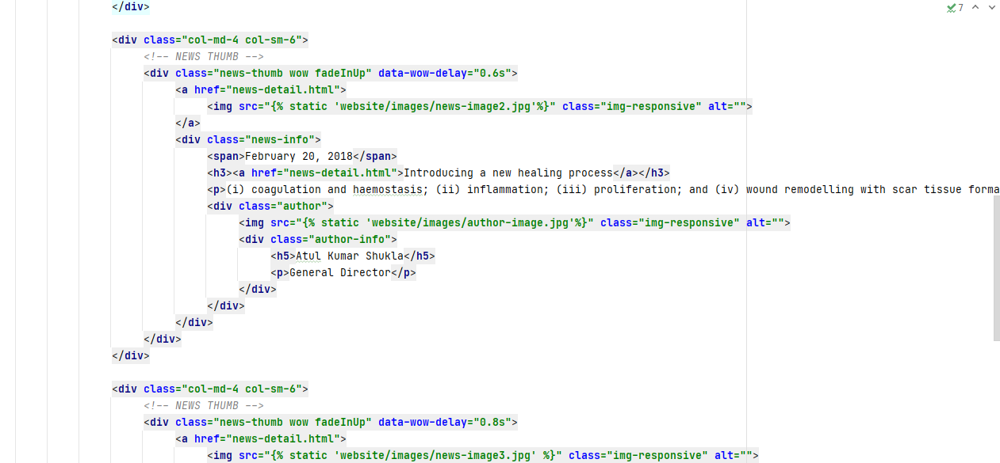 </div>
7
<div class="col-md-4 col-sm-6">
<!-- NEWS THUMB -->
<div class="news-thumb wow fadeInUp" data-wow-delay="0.6s">
<a href="news-detail.html">
<img src="{% static 'website/images/news-image2.jpg'%}" class="img-responsive" alt="">
</a>
<div class="news-info">
<span>February 20, 2018</span>
<h3><a href="news-detail.html">Introducing a new healing process</a></h3>
<p>(i) coagulation and haemostasis; (ii) inflammation; (iii) proliferation; and (iv) wound remodelling with scar tissue forma
<div class="author">
<img src="{% static 'website/images/author-image.jpg'%}" class="img-responsive" alt="">
<div class="author-info">
<h5>Atul Kumar Shukla</h5>
<p>General Director</p>
</div>
</div>
</div>
</div>
</div>
<div class="col-md-4 col-sm-6">
<!-- NEWS THUMB -->
<div class="news-thumb wow fadeInUp" data-wow-delay="0.8s">
<a href="news-detail.html">
<img src="{% static 'website/images/news-image3.jpg' %}" class="img-responsive" alt="">